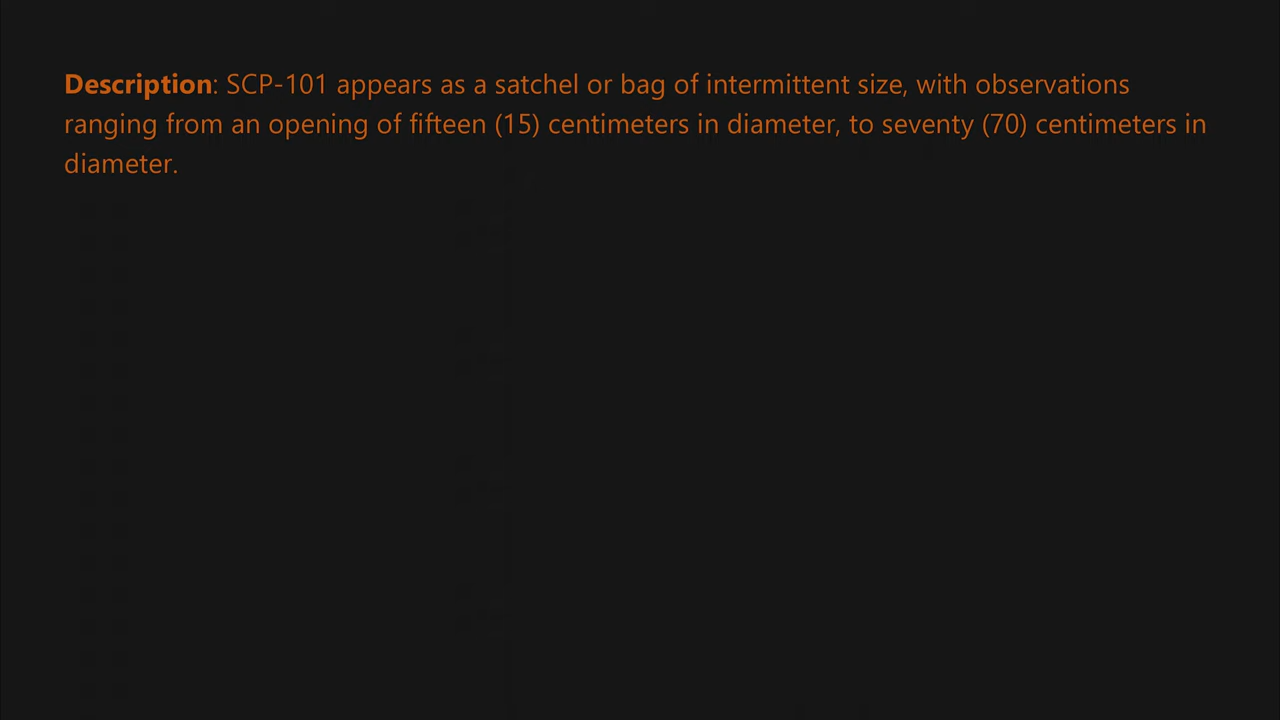 Description: SCP-101 appears as a satchel or bag of intermittent size, with observations
ranging from an opening of fifteen (15) centimeters in diameter, to seventy (70) centimeters in
diameter.